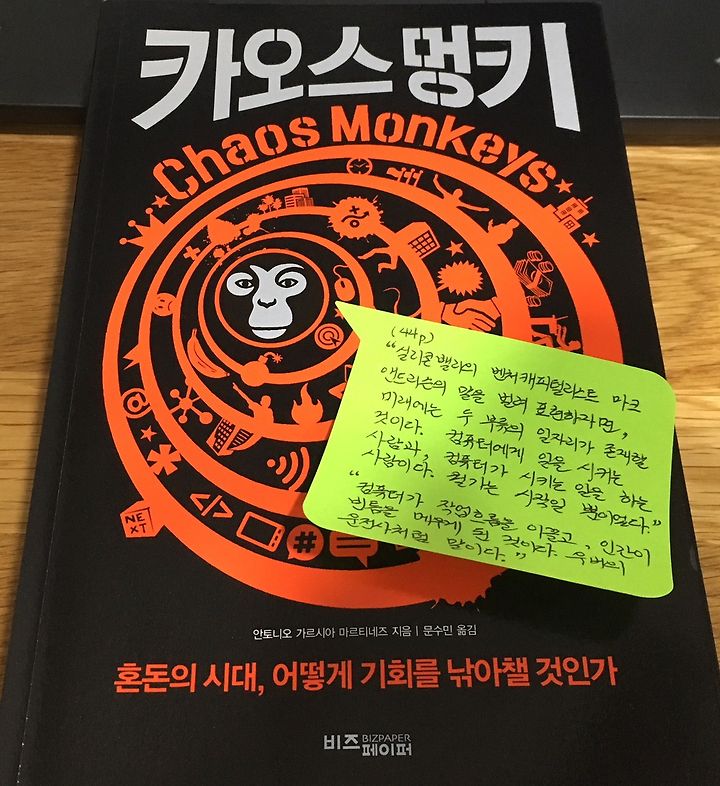 카오스 멍키
Chaos Monkeys
(44p)
"실리콘밸리의 벤처캐피털리스트 마크
앤드리슨의 말을 빌려 표현하자면,
미래에는 두 부류의 일자리가 존재할
것이다. 컴퓨터에게 일을 시키는
사람과, 컴퓨터가 시키는 일을 하는
사람이다. 월가는 시작일 뿐이었다."
"컴퓨터가 작업흐름을 이끌고, 인간이
빈틈을 메우게 된 것이다. 우버의
운전사처럼 말이다."
@
@
NE
XT
</>
#
안토니오 가르시아 마르티네즈 지음 | 문수민 옮김
혼돈의 시대, 어떻게 기회를 낚아챌 것인가
비즈 BIZPAPER
페이퍼